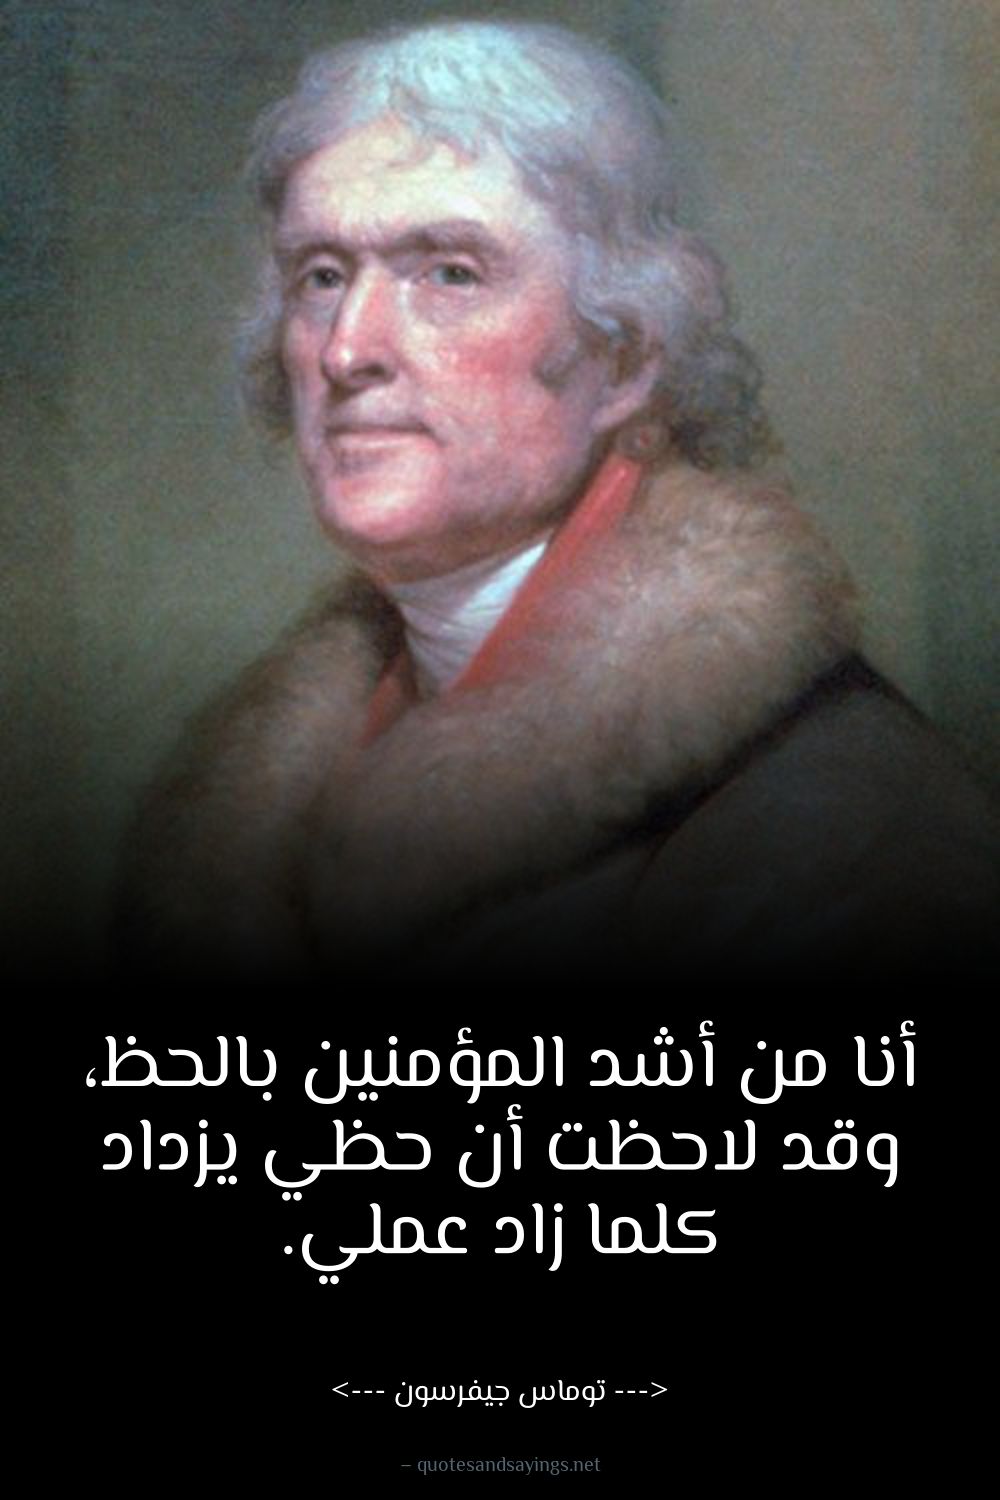 أنا من أشد المؤمنين بالحظ،
وقد لاحظت أن حظي يزداد
كلما زاد عملي.
<--- توماس جيفرسون --->
– quotesandsayings.net